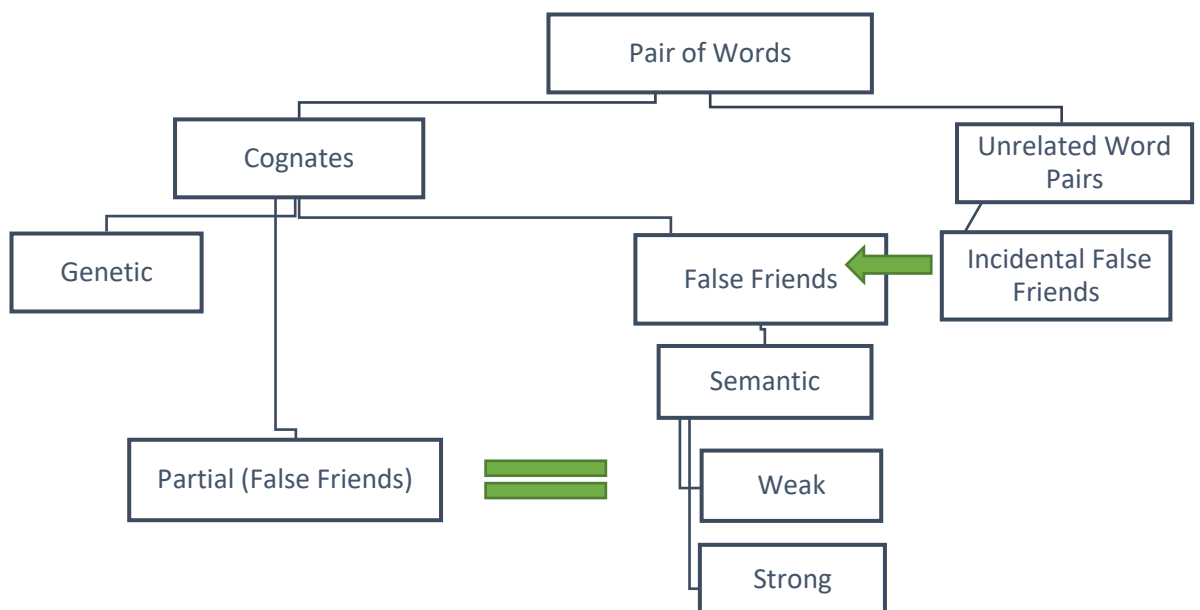 Pair of Words
Cognates
Unrelated Word
Pairs
Genetic
False Friends
Incidental False
Friends
Semantic
Partial (False Friends)
Weak
Strong